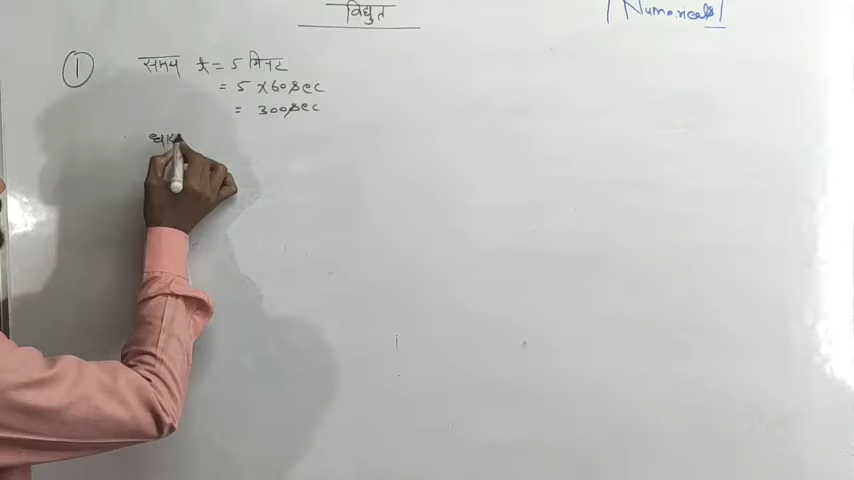 विद्युत
Numericals
1
समय t = 5 मिनट
= 5 x 60 sec
= 300 sec
धारा